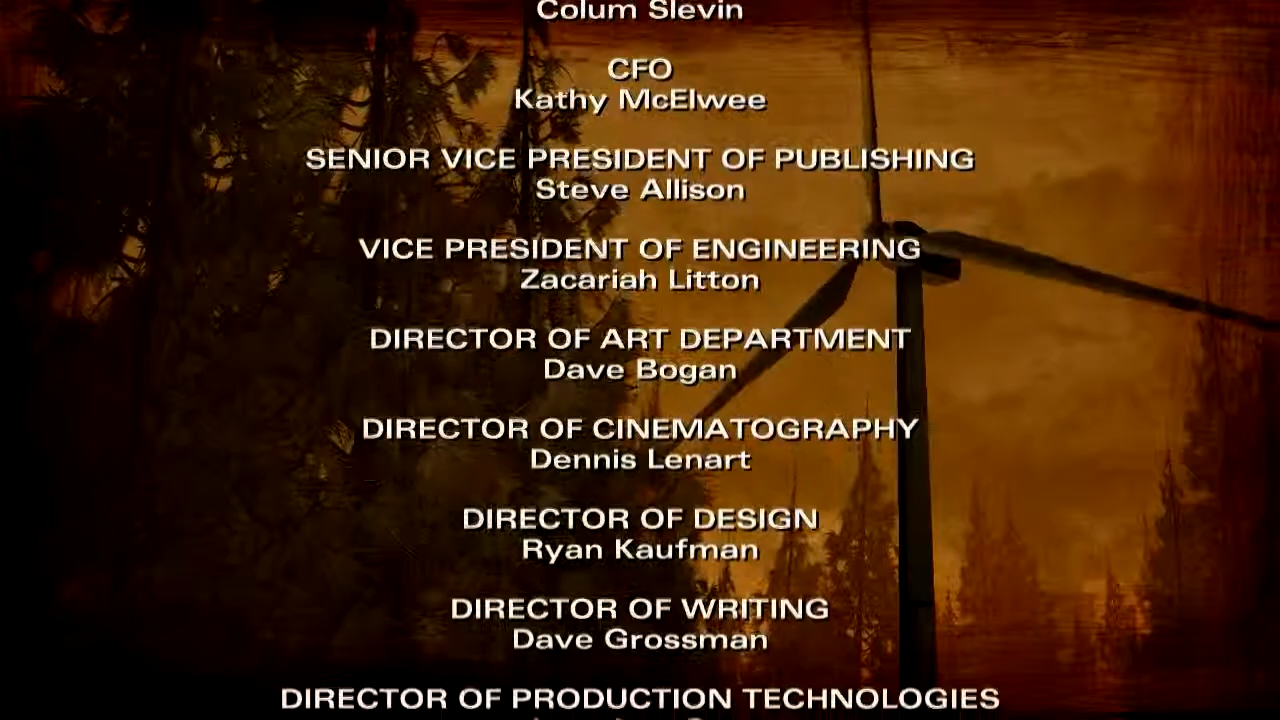 Colum Slevin
CFO
Kathy McElwee
SENIOR VICE PRESIDENT OF PUBLISHING
Steve Allison
VICE PRESIDENT OF ENGINEERING
Zacariah Litton
DIRECTOR OF ART DEPARTMENT
Dave Bogan
DIRECTOR OF CINEMATOGRAPHY
Dennis Lenart
DIRECTOR OF DESIGN
Ryan Kaufman
DIRECTOR OF WRITING
Dave Grossman
DIRECTOR OF PRODUCTION TECHNOLOGIES